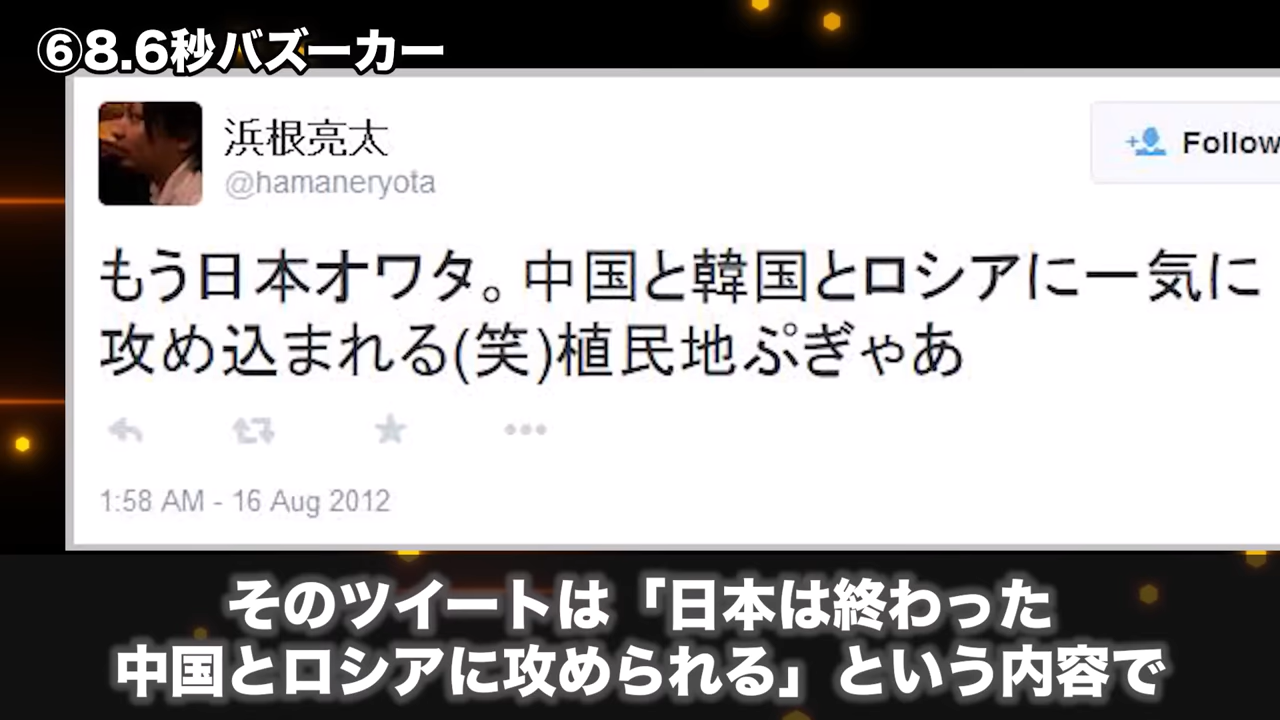 ⑥8.6秒バズーカー
浜根亮太
@hamaneryota
Follow
もう日本オワタ。中国と韓国とロシアに一気に
攻め込まれる(笑)植民地ぷぎゃあ
1:58 AM - 16 Aug 2012
そのツイートは「日本は終わった
中国とロシアに攻められる」という内容で